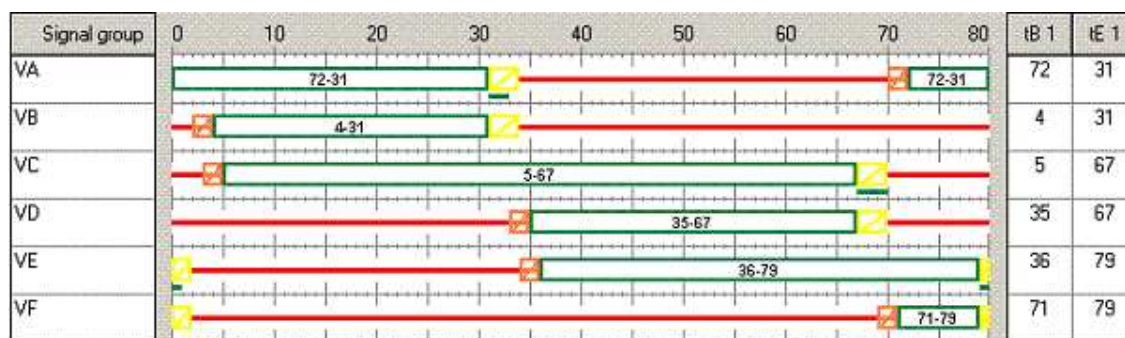 Signal group 0 10 20 30 40 50 60 70 80 tB 1 tE 1
VA 72-31 72-31 72 31
VB 4-31 4 31
VC 5-67 5 67
VD 35-67 35 67
VE 36-79 36 79
VF 71-79 71 79